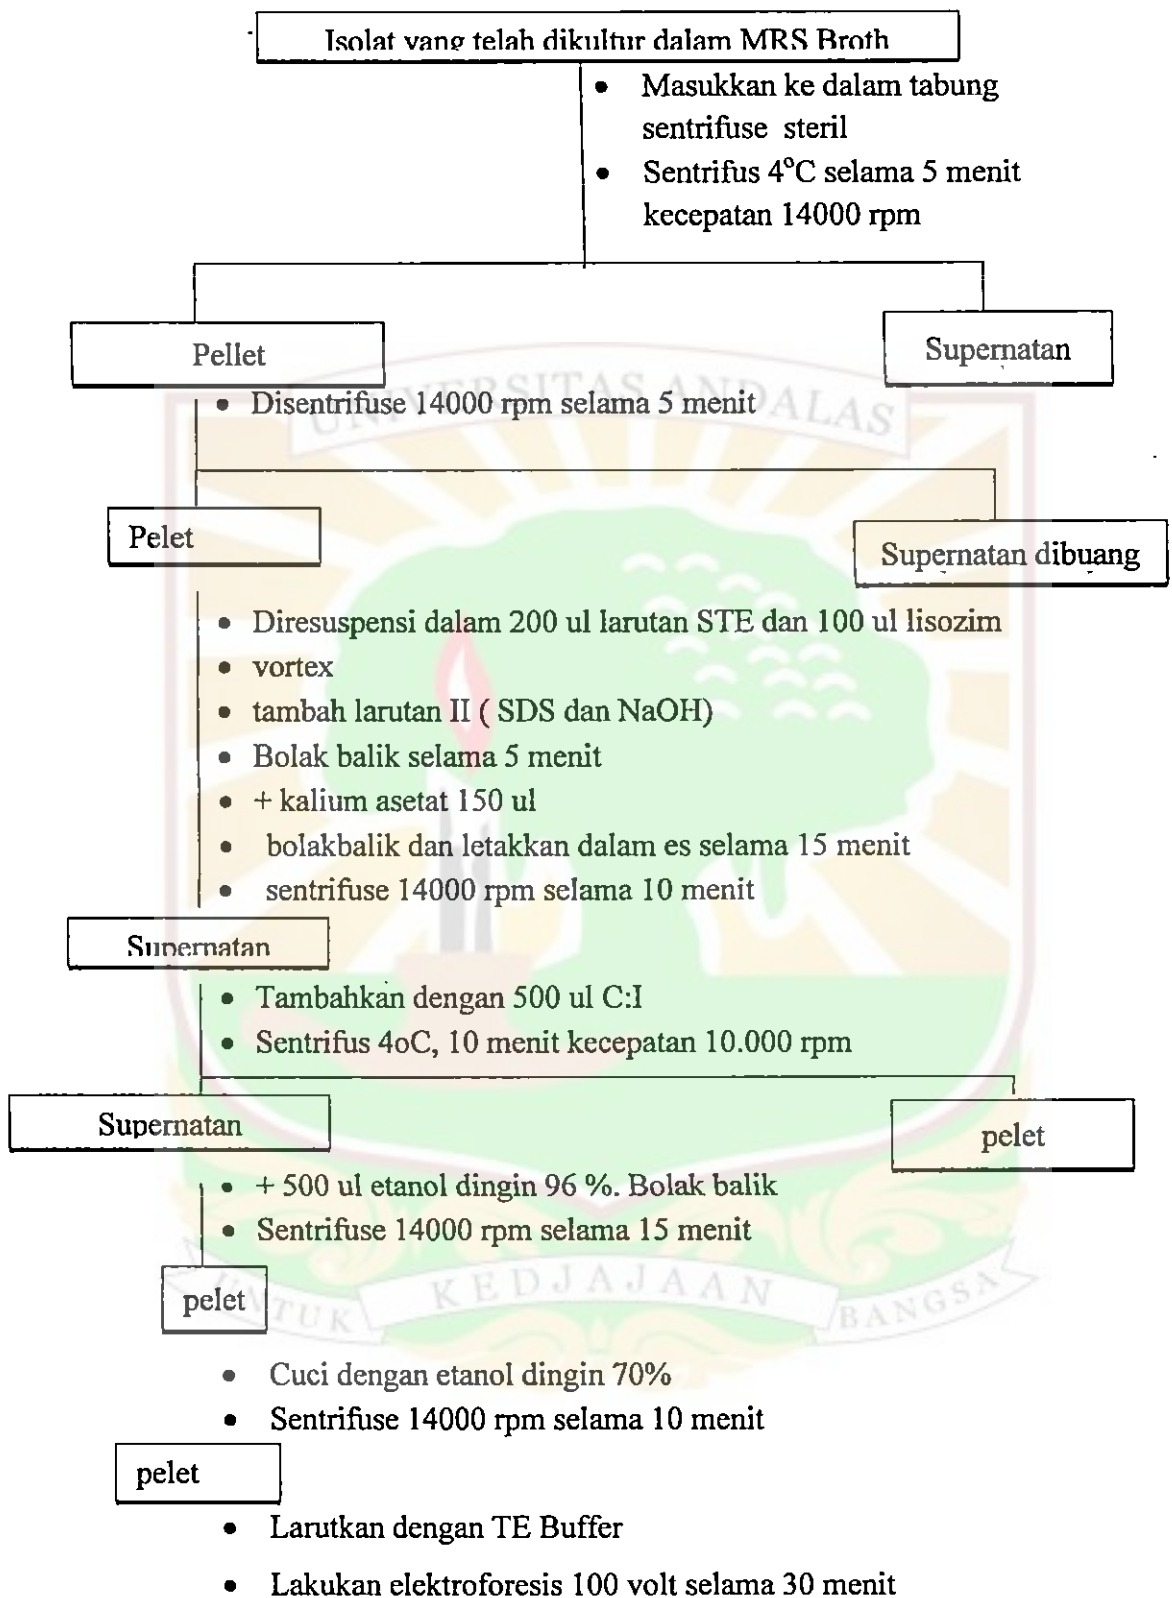 Isolat yang telah dikultur dalam MRS Broth
• Masukkan ke dalam tabung
sentrifuse steril
• Sentrifus 4°C selama 5 menit
kecepatan 14000 rpm
Pellet
Supernatan
• Disentrifuse 14000 rpm selama 5 menit
UNIVERSITAS ANDALAS
Pelet
Supernatan dibuang
• Diresuspensi dalam 200 ul larutan STE dan 100 ul lisozim
• vortex
• tambah larutan II ( SDS dan NaOH)
• Bolak balik selama 5 menit
• + kalium asetat 150 ul
• bolakbalik dan letakkan dalam es selama 15 menit
• sentrifuse 14000 rpm selama 10 menit
Supernatan
• Tambahkan dengan 500 ul C:I
• Sentrifus 4oC, 10 menit kecepatan 10.000 rpm
Supernatan
pelet
• + 500 ul etanol dingin 96 %. Bolak balik
• Sentrifuse 14000 rpm selama 15 menit
pelet
UNTUK KEDJAJAAN BANGSA
• Cuci dengan etanol dingin 70%
• Sentrifuse 14000 rpm selama 10 menit
pelet
• Larutkan dengan TE Buffer
• Lakukan elektroforesis 100 volt selama 30 menit